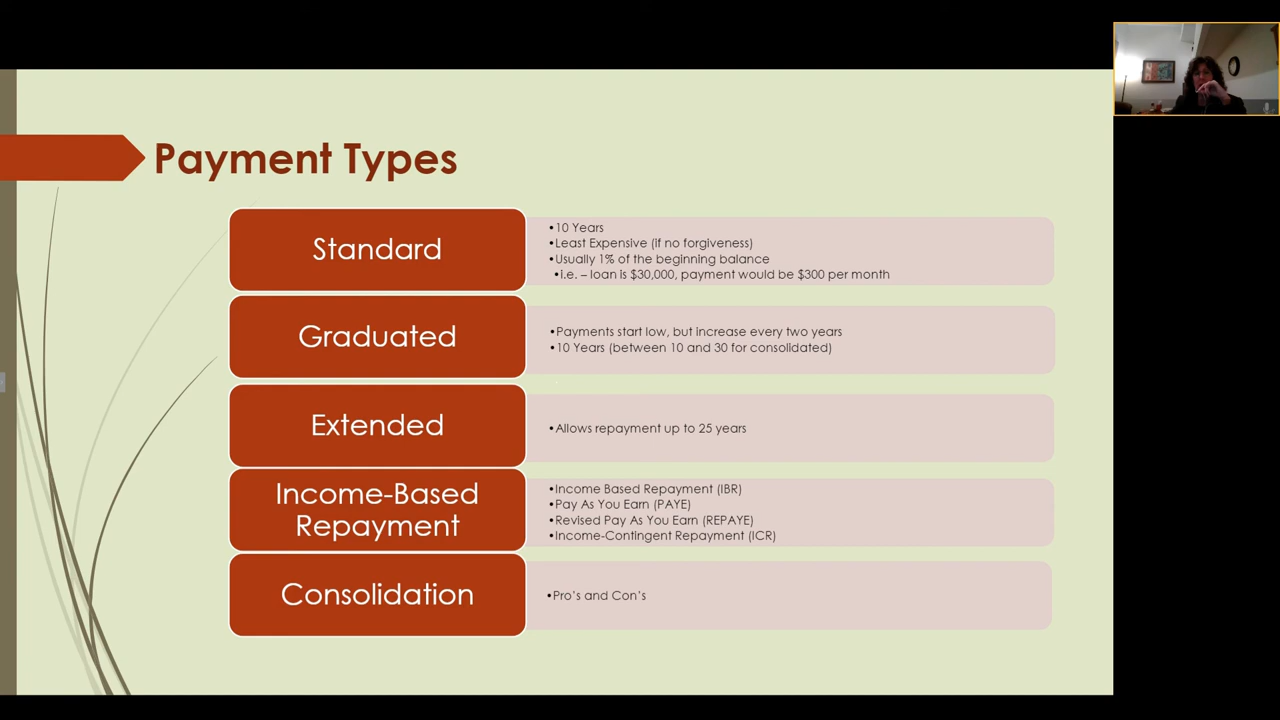 Payment Types
Standard
•10 Years
•Least Expensive (if no forgiveness)
•Usually 1% of the beginning balance
•i.e. – loan is $30,000, payment would be $300 per month
Graduated
•Payments start low, but increase every two years
•10 Years (between 10 and 30 for consolidated)
Extended
•Allows repayment up to 25 years
Income-Based
Repayment
•Income Based Repayment (IBR)
•Pay As You Earn (PAYE)
•Revised Pay As You Earn (REPAYE)
•Income-Contingent Repayment (ICR)
Consolidation
•Pro's and Con's